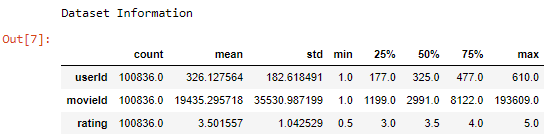 Dataset Information
Out[7]:
count mean std min 25% 50% 75% max
userId 100836.0 326.127564 182.618491 1.0 177.0 325.0 477.0 610.0
movieId 100836.0 19435.295718 35530.987199 1.0 1199.0 2991.0 8122.0 193609.0
rating 100836.0 3.501557 1.042529 0.5 3.0 3.5 4.0 5.0